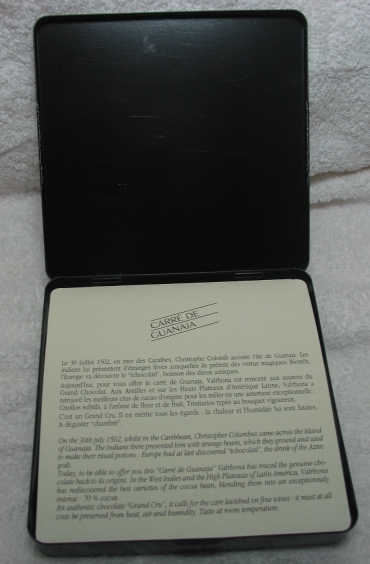 CARRÉ DE
GUANAJA
Le 30 juillet 1502, en mer des Caraïbes, Christophe Colomb accoste l'île de Guanaja. Les
indiens lui présentent d'étranges fèves auxquelles ils prêtent des vertus magiques. Bientôt,
l'Europe va découvrir le "tchocolatl", boisson des dieux aztèques.
Aujourd'hui, pour vous offrir le carré de Guanaja, Valrhona est remonté aux sources du
Grand Chocolat. Aux Antilles et sur les Hauts Plateaux d'Amérique Latine, Valrhona a
retrouvé les meilleurs crus de cacao d'origine pour les mêler en une amertume exceptionnelle :
Criollos subtils, à l'arôme de fleur et de fruit, Trinitarios typés au bouquet vigoureux.
C'est un Grand Cru. Il en mérite tous les égards : la chaleur et l'humidité lui sont fatales.
A déguster "chambré".
On the 30th july 1502, whilst in the Caribbean, Christopher Columbus came across the Island
of Guanaja. The Indians there presented him with strange beans, which they ground and used
to make their ritual potions : Europe had at last discovered "tchocolatl", the drink of the Aztec
gods.
Today, to be able to offer you this "Carré de Guanaja" Valrhona has traced the genuine cho-
colate back to its origins. In the West Indies and the High Plateaux of Latin America, Valrhona
has rediscovered the best varieties of the cocoa bean, blending them into an exceptionnaly
intense : 70 % cocoa.
An authentic chocolate "Grand Cru", it calls for the care lavished on fine wines : it must at all
costs be preserved from heat, air and humidity. Taste at room temperature.